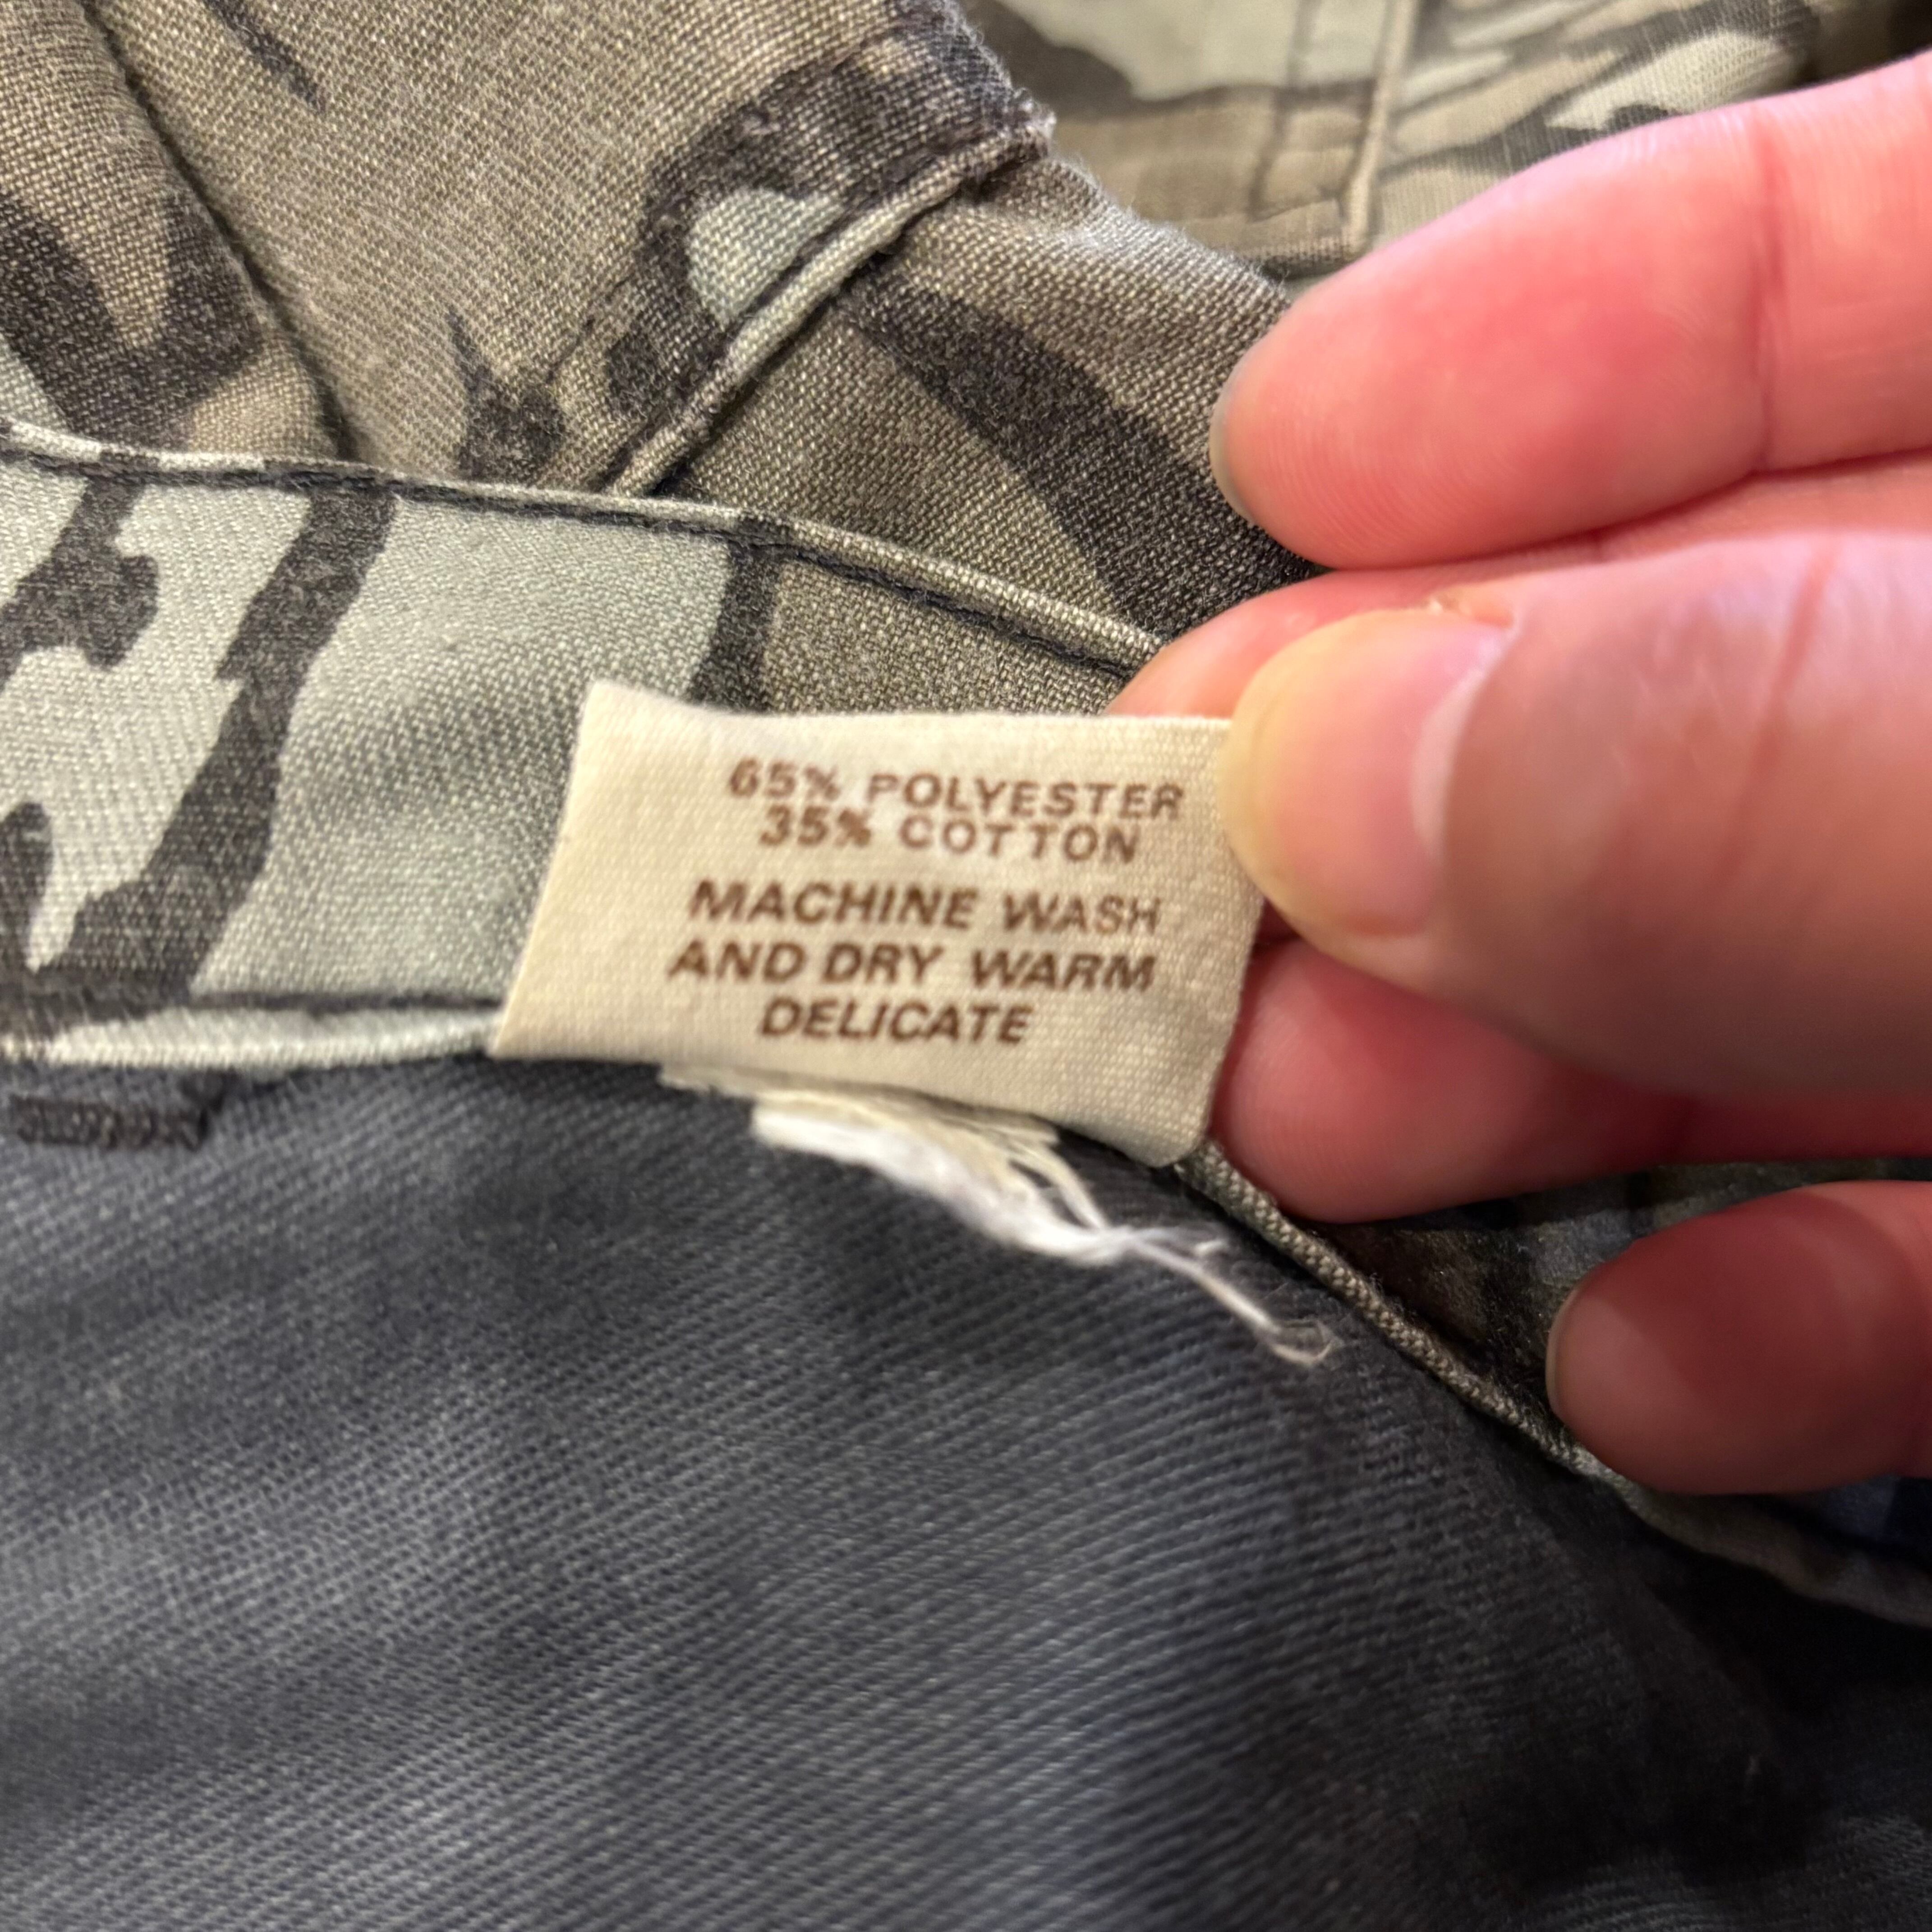 65% POLYESTER
35% COTTON
MACHINE WASH
AND DRY WARM
DELICATE